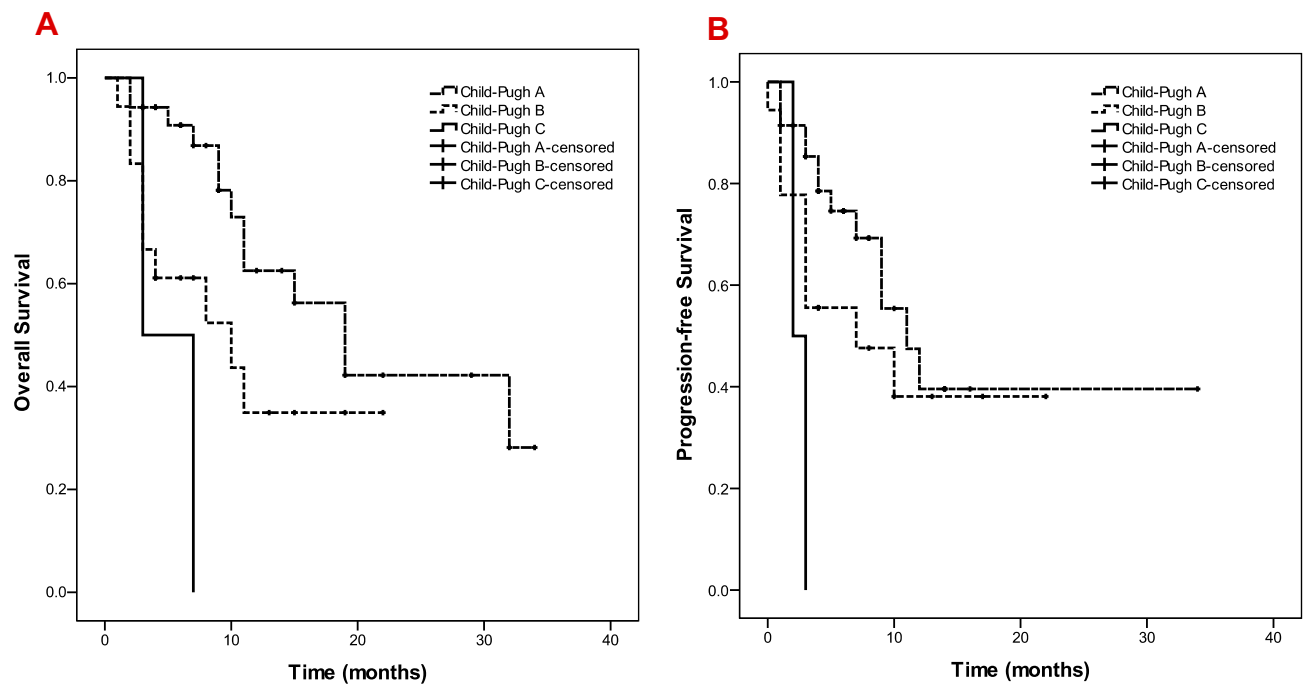 A
1.0
0.8
0.6
0.4
0.2
0.0
Overall Survival
Child-Pugh A
Child-Pugh B
Child-Pugh C
Child-Pugh A-censored
Child-Pugh B-censored
Child-Pugh C-censored
0 10 20 30 40
Time (months)
B
1.0
0.8
0.6
0.4
0.2
0.0
Progression-free Survival
Child-Pugh A
Child-Pugh B
Child-Pugh C
Child-Pugh A-censored
Child-Pugh B-censored
Child-Pugh C-censored
0 10 20 30 40
Time (months)